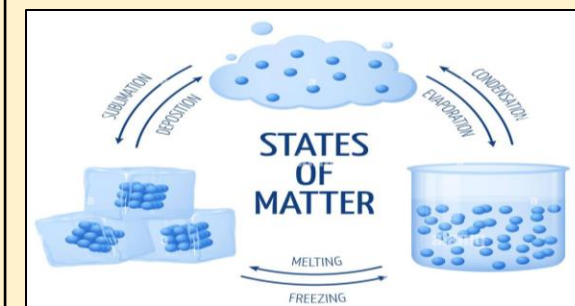 SUBLIMATION
DEPOSITION
CONDENSATION
EVAPORATION
STATES
OF
MATTER
MELTING
FREEZING